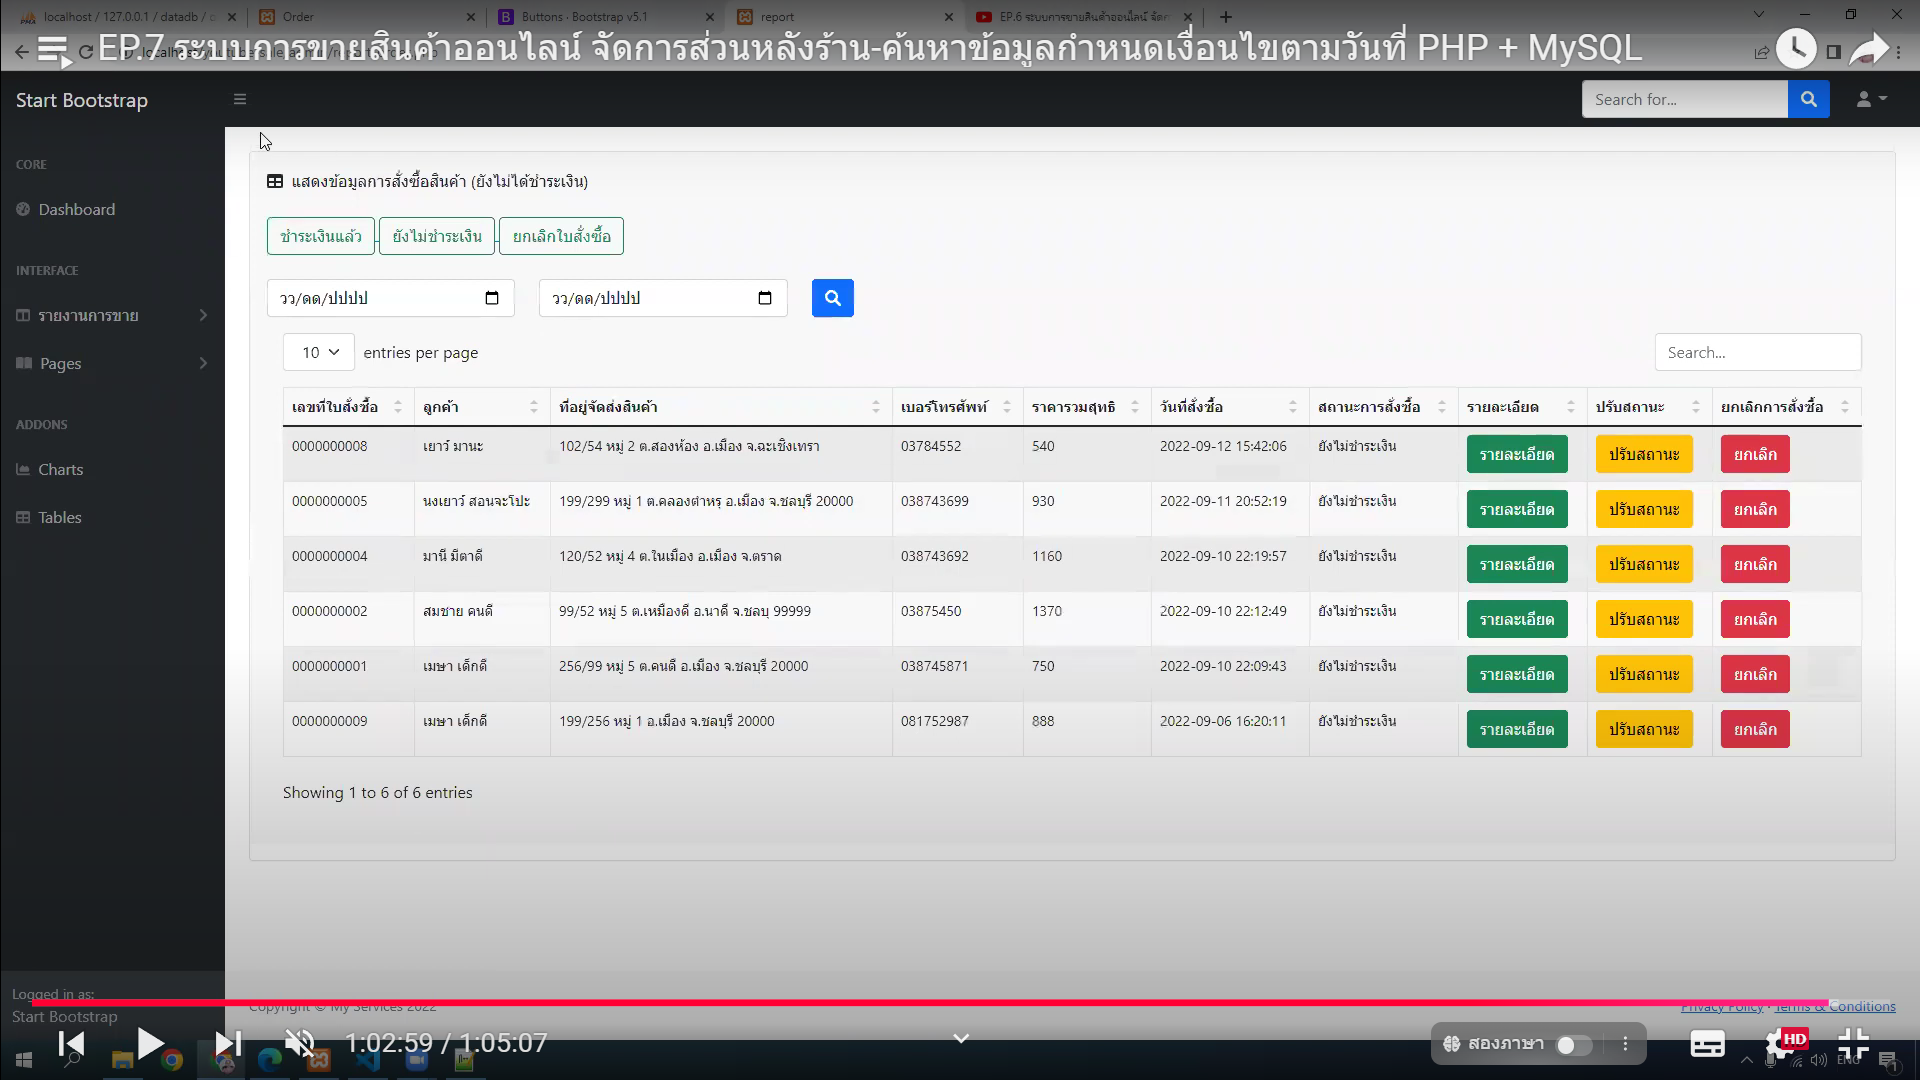 localhost / 127.0.0.1 / datadb /
Order
Buttons · Bootstrap v5.1
report
EP.6 ระบบการขายสินค้าออนไลน์ จัดก
EP.7 ระบบการขายสินค้าออนไลน์ จัดการส่วนหลังร้าน-ค้นหาข้อมูลกำหนดเงื่อนไขตามวันที่ PHP + MySQL
Start Bootstrap
Search for...
CORE
Dashboard
INTERFACE
รายงานการขาย
Pages
ADDONS
Charts
Tables
Logged in as:
Start Bootstrap
แสดงข้อมูลการสั่งซื้อสินค้า (ยังไม่ได้ชำระเงิน)
ชำระเงินแล้ว ยังไม่ชำระเงิน ยกเลิกใบสั่งซื้อ
วว/ดด/ปปปป วว/ดด/ปปปป
10 entries per page Search...
เลขที่ใบสั่งซื้อ ลูกค้า ที่อยู่จัดส่งสินค้า เบอร์โทรศัพท์ ราคารวมสุทธิ วันที่สั่งซื้อ สถานะการสั่งซื้อ รายละเอียด ปรับสถานะ ยกเลิกการสั่งซื้อ
0000000008 เยาว์ มานะ 102/54 หมู่ 2 ต.สองห้อง อ.เมือง จ.ฉะเชิงเทรา 03784552 540 2022-09-12 15:42:06 ยังไม่ชำระเงิน รายละเอียด ปรับสถานะ ยกเลิก
0000000005 นงเยาว์ สอนจะโปะ 199/299 หมู่ 1 ต.คลองตำหรุ อ.เมือง จ.ชลบุรี 20000 038743699 930 2022-09-11 20:52:19 ยังไม่ชำระเงิน รายละเอียด ปรับสถานะ ยกเลิก
0000000004 มานี มีตาดี 120/52 หมู่ 4 ต.ในเมือง อ.เมือง จ.ตราด 038743692 1160 2022-09-10 22:19:57 ยังไม่ชำระเงิน รายละเอียด ปรับสถานะ ยกเลิก
0000000002 สมชาย คนดี 99/52 หมู่ 5 ต.เหมืองดี อ.นาดี จ.ชลบุ 99999 03875450 1370 2022-09-10 22:12:49 ยังไม่ชำระเงิน รายละเอียด ปรับสถานะ ยกเลิก
0000000001 เมษา เด็กดี 256/99 หมู่ 5 ต.คนดี อ.เมือง จ.ชลบุรี 20000 038745871 750 2022-09-10 22:09:43 ยังไม่ชำระเงิน รายละเอียด ปรับสถานะ ยกเลิก
0000000009 เมษา เด็กดี 199/256 หมู่ 1 อ.เมือง จ.ชลบุรี 20000 081752987 888 2022-09-06 16:20:11 ยังไม่ชำระเงิน รายละเอียด ปรับสถานะ ยกเลิก
Showing 1 to 6 of 6 entries
Copyright © My Services 2022 Privacy Policy · Terms & Conditions
1:02:59 / 1:05:07
สองภาษา
HD
ENG